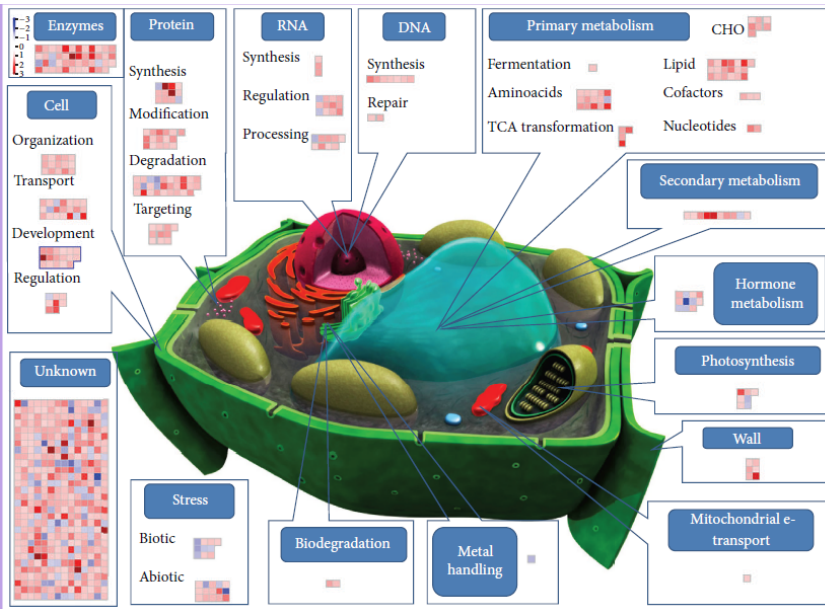 Enzymes
−3
−2
−1
0
1
2
3
Protein
Synthesis
Modification
Degradation
Targeting
RNA
Synthesis
Regulation
Processing
DNA
Synthesis
Repair
Primary metabolism
CHO
Fermentation
Lipid
Aminoacids
Cofactors
TCA transformation
Nucleotides
Cell
Organization
Transport
Development
Regulation
Secondary metabolism
Hormone
metabolism
Photosynthesis
Wall
Mitochondrial e-
transport
Unknown
Stress
Biotic
Abiotic
Biodegradation
Metal
handling